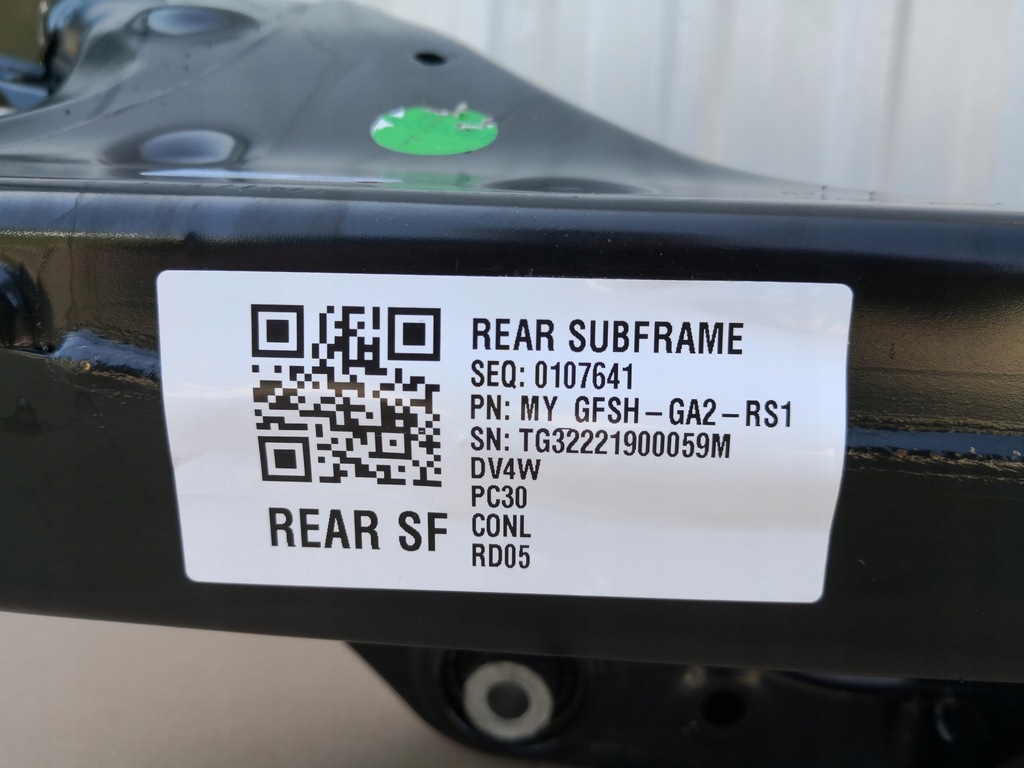 REAR SUBFRAME
SEQ: 0107641
PN: MY GFSH-GA2-RS1
SN: TG32221900059M
DV4W
PC30
CONL
RD05
REAR SF